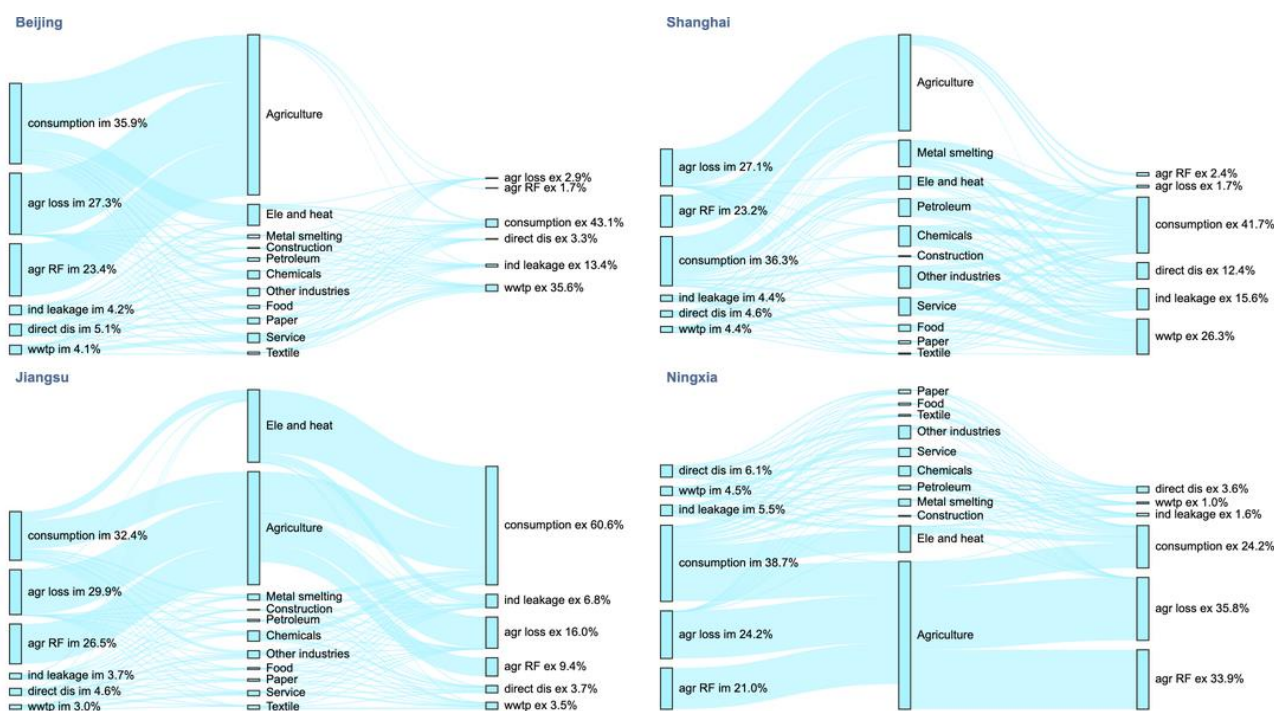 Beijing
consumption im 35.9%
agr loss im 27.3%
agr RF im 23.4%
ind leakage im 4.2%
direct dis im 5.1%
wwtp im 4.1%
Agriculture
Ele and heat
Metal smelting
Construction
Petroleum
Chemicals
Other industries
Food
Paper
Service
Textile
agr loss ex 2.9%
agr RF ex 1.7%
consumption ex 43.1%
direct dis ex 3.3%
ind leakage ex 13.4%
wwtp ex 35.6%
Shanghai
agr loss im 27.1%
agr RF im 23.2%
consumption im 36.3%
ind leakage im 4.4%
direct dis im 4.6%
wwtp im 4.4%
Agriculture
Metal smelting
Ele and heat
Petroleum
Chemicals
Construction
Other industries
Service
Food
Paper
Textile
agr RF ex 2.4%
agr loss ex 1.7%
consumption ex 41.7%
direct dis ex 12.4%
ind leakage ex 15.6%
wwtp ex 26.3%
Jiangsu
consumption im 32.4%
agr loss im 29.9%
agr RF im 26.5%
ind leakage im 3.7%
direct dis im 4.6%
wwtp im 3.0%
Ele and heat
Agriculture
Metal smelting
Construction
Petroleum
Chemicals
Other industries
Food
Paper
Service
Textile
consumption ex 60.6%
ind leakage ex 6.8%
agr loss ex 16.0%
agr RF ex 9.4%
direct dis ex 3.7%
wwtp ex 3.5%
Ningxia
direct dis im 6.1%
wwtp im 4.5%
ind leakage im 5.5%
consumption im 38.7%
agr loss im 24.2%
agr RF im 21.0%
Paper
Food
Textile
Other industries
Service
Chemicals
Petroleum
Metal smelting
Construction
Ele and heat
Agriculture
direct dis ex 3.6%
wwtp ex 1.0%
ind leakage ex 1.6%
consumption ex 24.2%
agr loss ex 35.8%
agr RF ex 33.9%